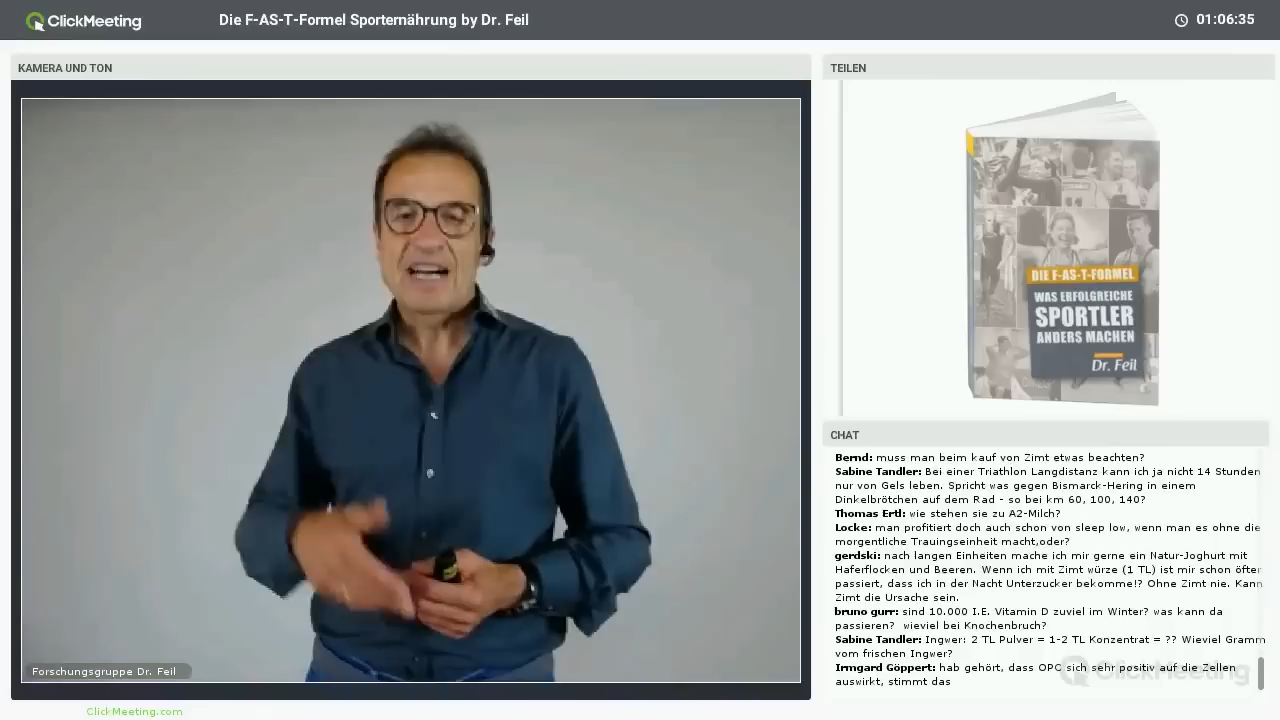 ClickMeeting
Die F-AS-T-Formel Sporternährung by Dr. Feil
01:06:35
KAMERA UND TON
Forschungsgruppe Dr. Feil
ClickMeeting.com
TEILEN
DIE F-AS-T-FORMEL
WAS ERFOLGREICHE
SPORTLER
ANDERS MACHEN
Dr. Feil
CHAT
Bernd: muss man beim kauf von Zimt etwas beachten?
Sabine Tandler: Bei einer Triathlon Langdistanz kann ich ja nicht 14 Stunden
nur von Gels leben. Spricht was gegen Bismarck-Hering in einem
Dinkelbrötchen auf dem Rad - so bei km 60, 100, 140?
Thomas Ertl: wie stehen sie zu A2-Milch?
Locke: man profitiert doch auch schon von sleep low, wenn man es ohne die
morgentliche Trauingseinheit macht,oder?
gerdski: nach langen Einheiten mache ich mir gerne ein Natur-Joghurt mit
Haferflocken und Beeren. Wenn ich mit Zimt würze (1 TL) ist mir schon öfter
passiert, dass ich in der Nacht Unterzucker bekomme!? Ohne Zimt nie. Kann
Zimt die Ursache sein.
bruno gurr: sind 10.000 I.E. Vitamin D zuviel im Winter? was kann da
passieren? wieviel bei Knochenbruch?
Sabine Tandler: Ingwer: 2 TL Pulver = 1-2 TL Konzentrat = ?? Wieviel Gramm
vom frischen Ingwer?
Irmgard Göppert: hab gehört, dass OPC sich sehr positiv auf die Zellen
auswirkt, stimmt das
ClickMeeting